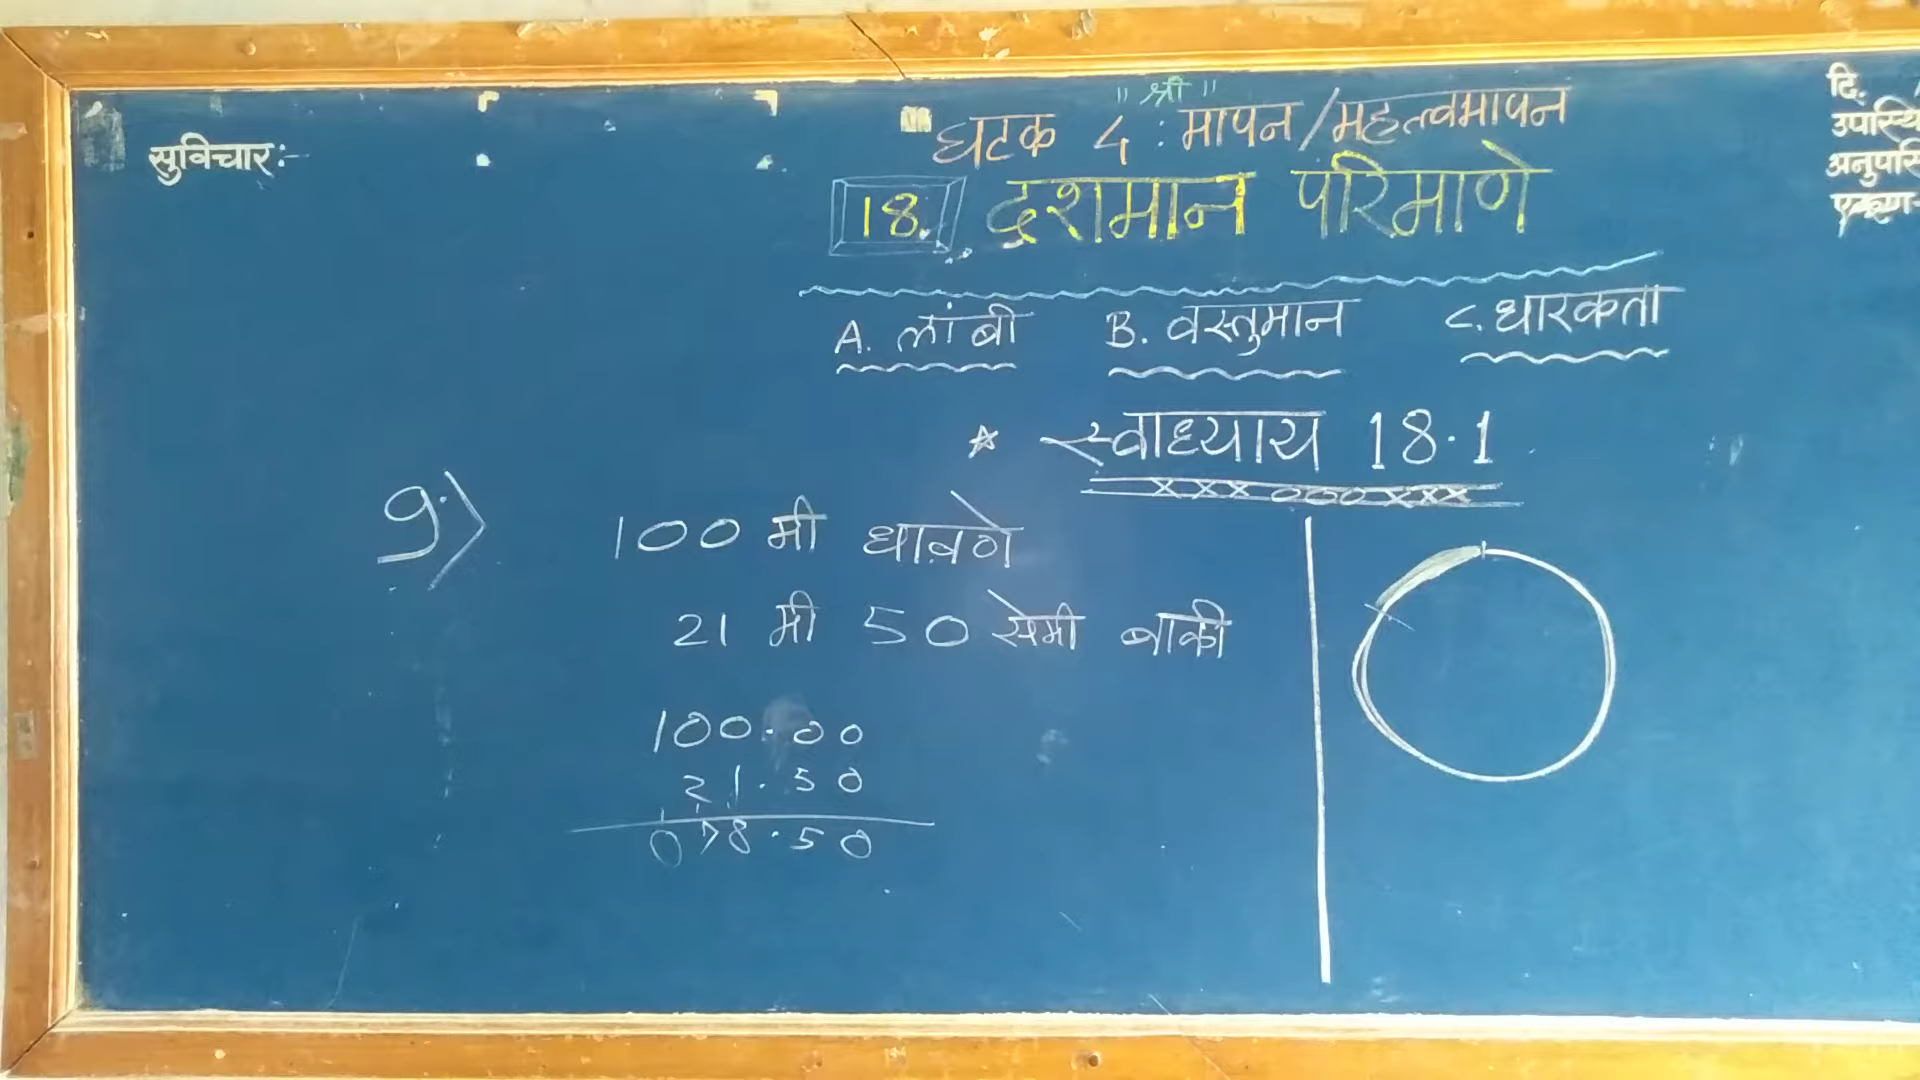 " श्री "
घटक 4 : मापन/महत्वमापन
18. दशमान परिमाणे
सुविचार:-
दि.
A. लांबी B. वस्तुमान C. धारकता
स्वाध्याय 18.1
9) 100 मी धावणे
21 मी 50 सेमी बाकी
100.00
21.50
078.50